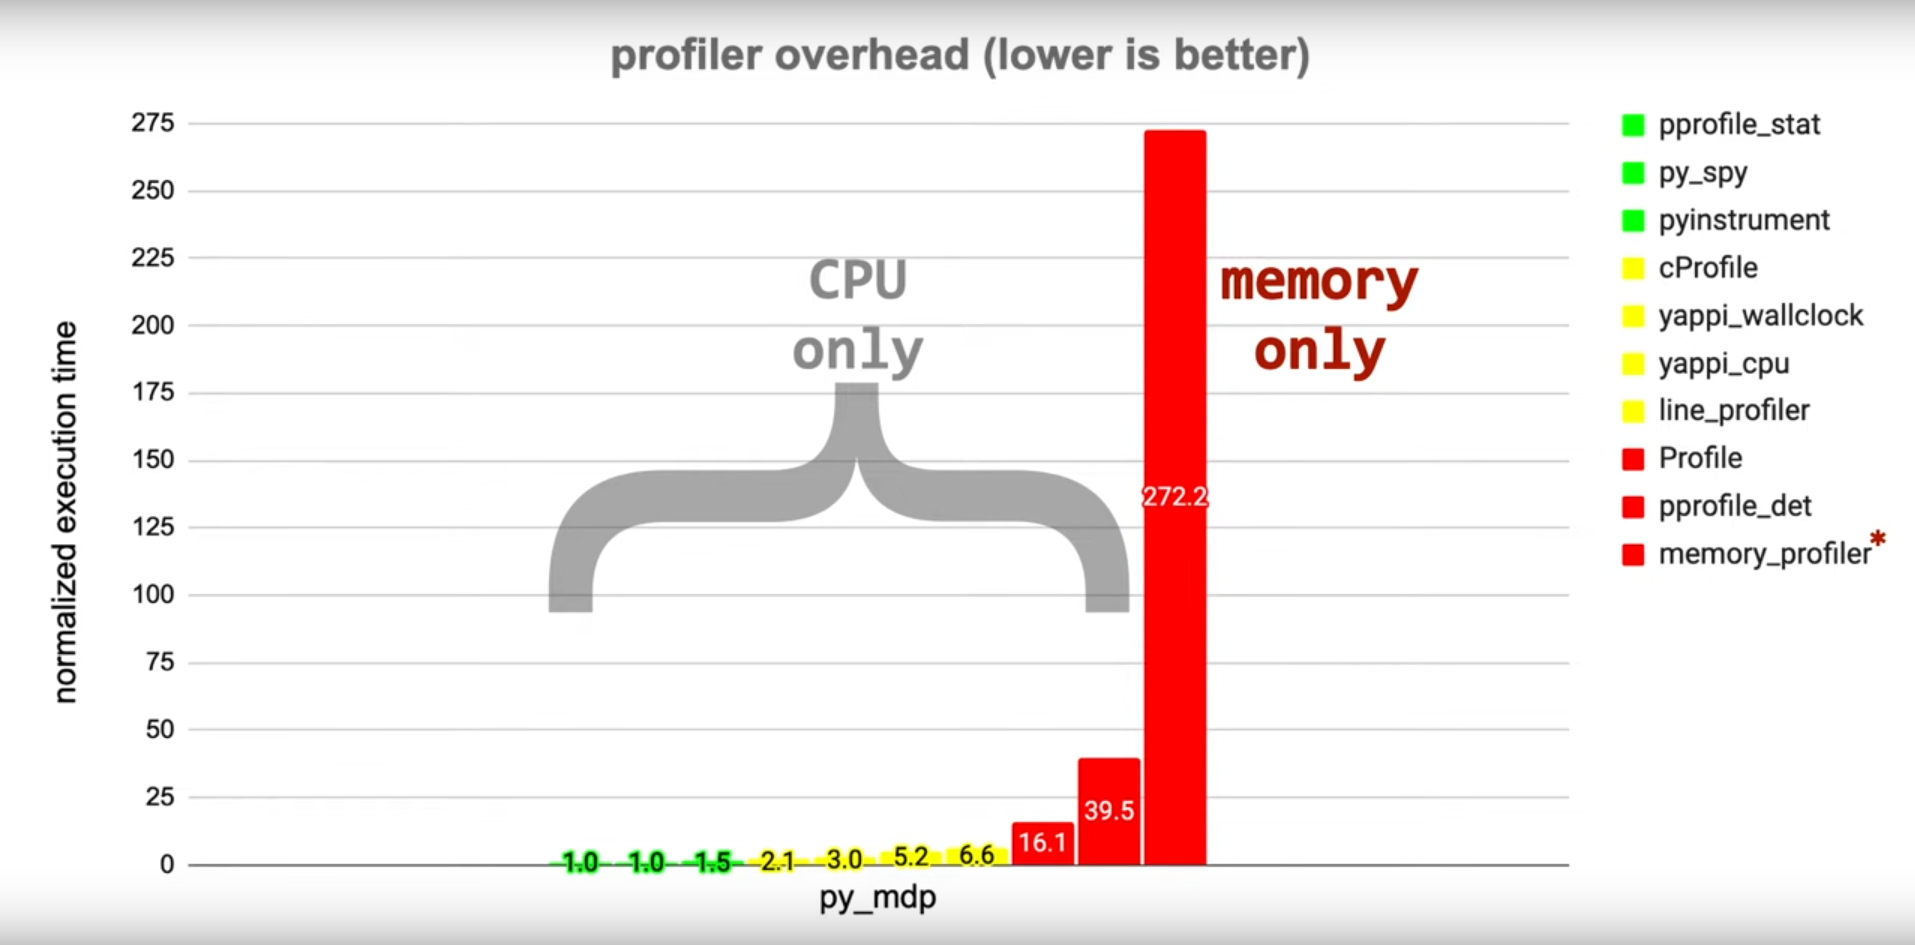 profiler overhead (lower is better)
normalized execution time
275
250
225
200
175
150
125
100
75
50
25
0
CPU
only
memory
only
1.0
1.0
1.5
2.1
3.0
5.2
6.6
16.1
39.5
272.2
py_mdp
pprofile_stat
py_spy
pyinstrument
cProfile
yappi_wallclock
yappi_cpu
line_profiler
Profile
pprofile_det
memory_profiler*